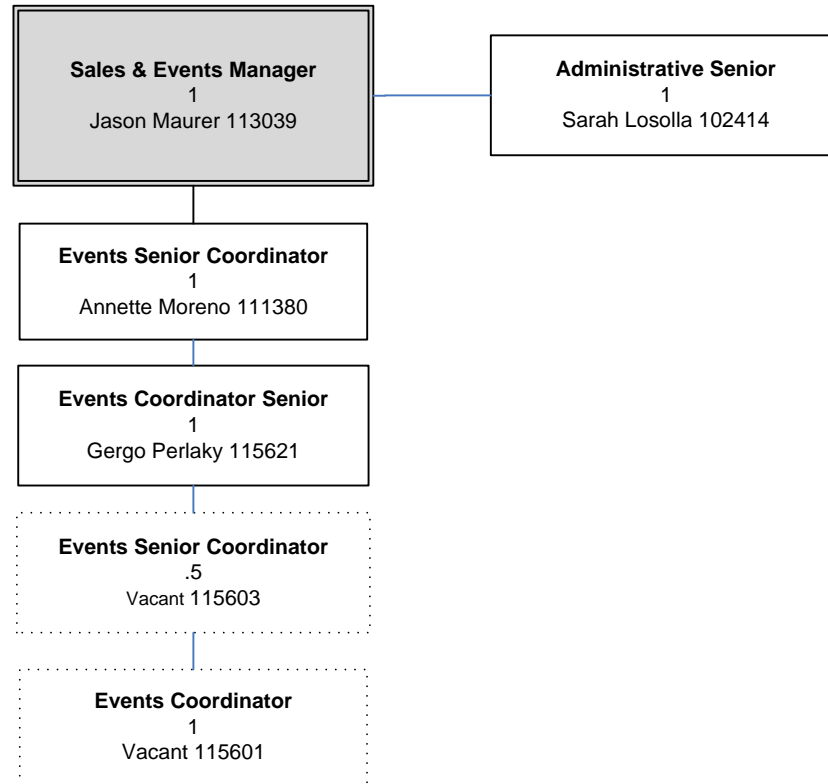 Sales & Events Manager
1
Jason Maurer 113039
Administrative Senior
1
Sarah Losolla 102414
Events Senior Coordinator
1
Annette Moreno 111380
Events Coordinator Senior
1
Gergo Perlaky 115621
Events Senior Coordinator
.5
Vacant 115603
Events Coordinator
1
Vacant 115601